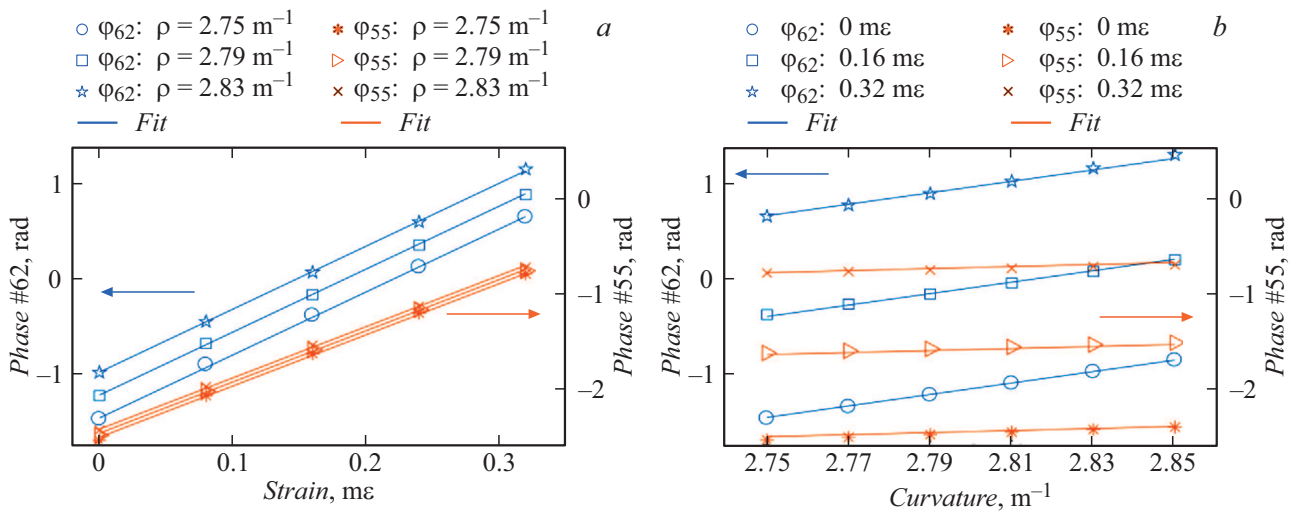 a
φ62: ρ = 2.75 m−1 φ55: ρ = 2.75 m−1
φ62: ρ = 2.79 m−1 φ55: ρ = 2.79 m−1
φ62: ρ = 2.83 m−1 φ55: ρ = 2.83 m−1
Fit Fit
Phase #62, rad
1
0
−1
0
−1
−2
Phase #55, rad
0 0.1 0.2 0.3
Strain, mε
b
φ62: 0 mε φ55: 0 mε
φ62: 0.16 mε φ55: 0.16 mε
φ62: 0.32 mε φ55: 0.32 mε
Fit Fit
Phase #62, rad
1
0
−1
0
−1
−2
Phase #55, rad
2.75 2.77 2.79 2.81 2.83 2.85
Curvature, m−1